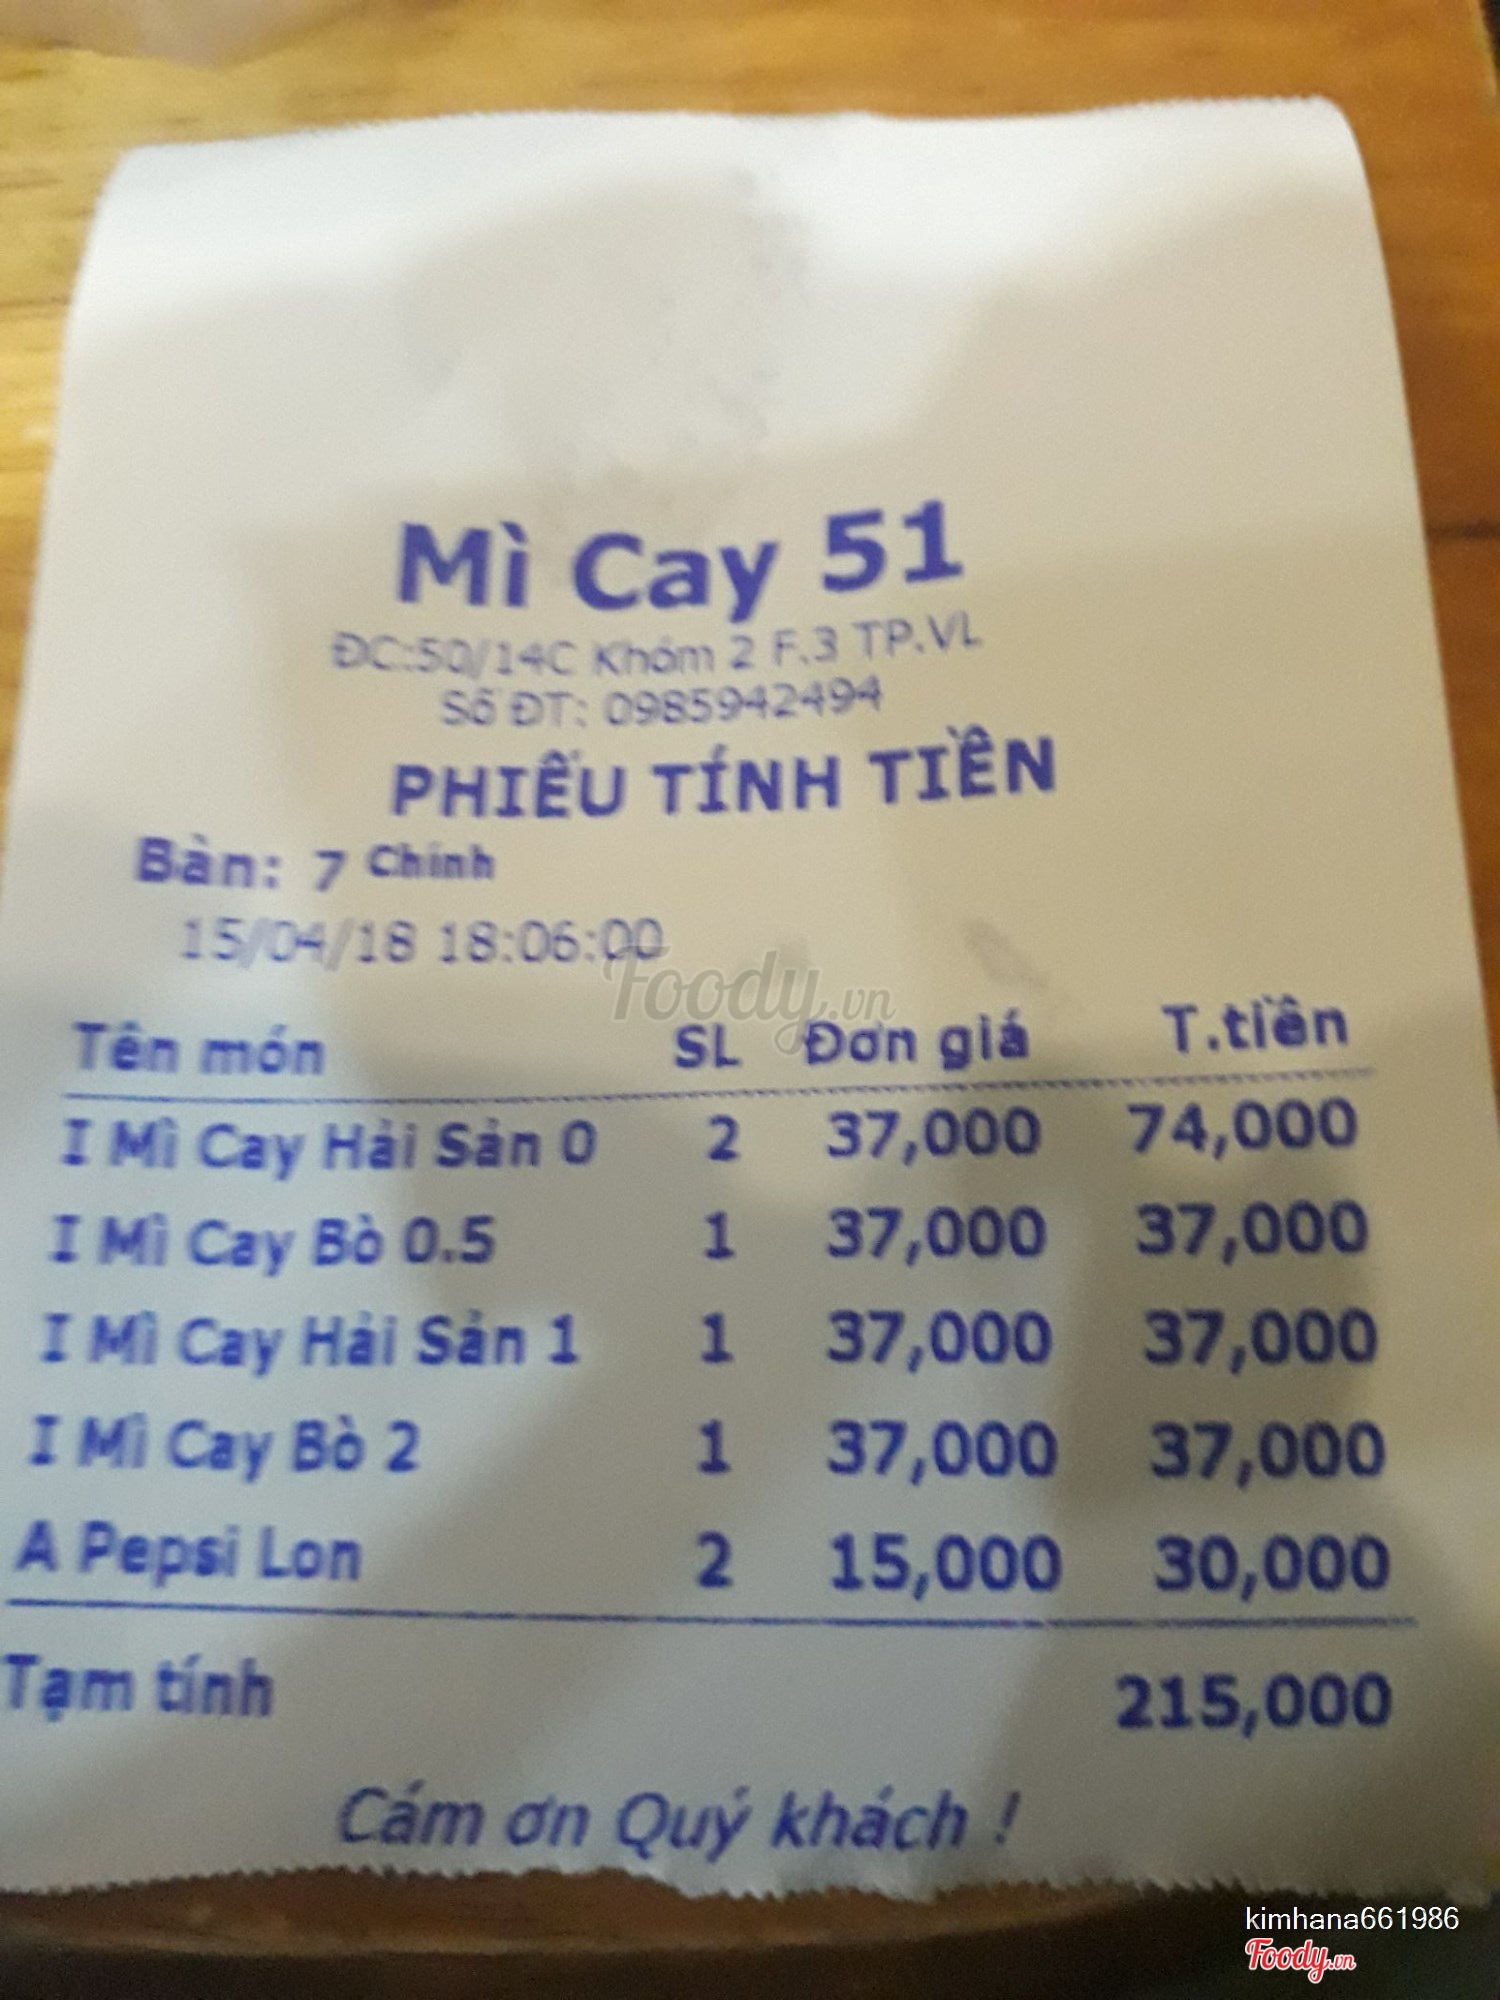 Mì Cay 51
ĐC:50/14C Khóm 2 F.3 TP.VL
Số ĐT: 0985942494
PHIẾU TÍNH TIỀN
Bàn: 7 Chính
15/04/18 18:06:00
Foody.vn
Tên món SL Đơn giá T.tiền
I Mì Cay Hải Sản 0 2 37,000 74,000
I Mì Cay Bò 0.5 1 37,000 37,000
I Mì Cay Hải Sản 1 1 37,000 37,000
I Mì Cay Bò 2 1 37,000 37,000
A Pepsi Lon 2 15,000 30,000
Tạm tính 215,000
Cám ơn Quý khách !
kimhana661986
Foody.vn